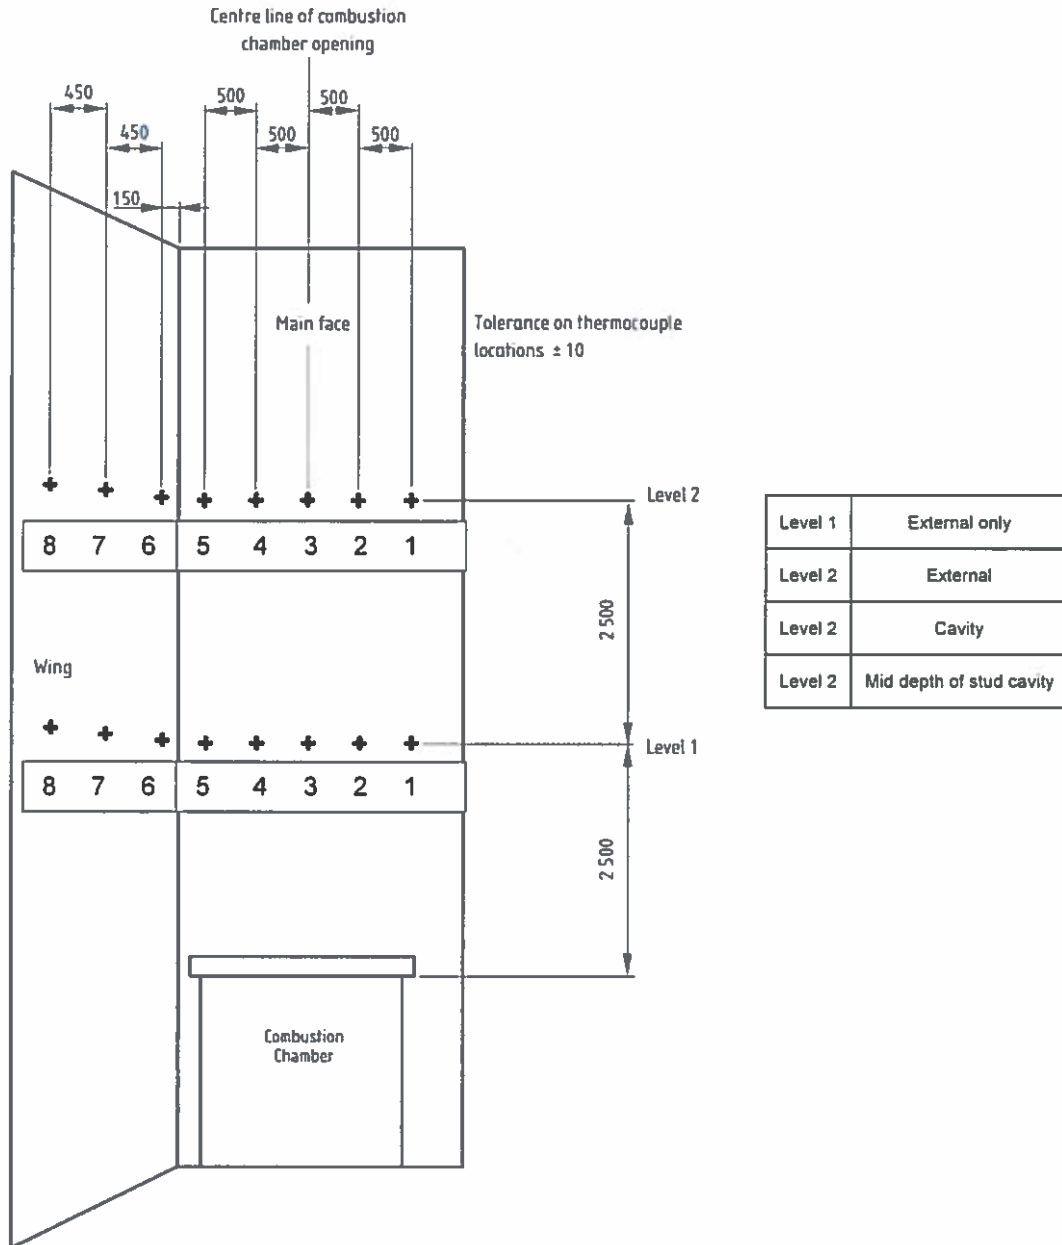 Centre line of combustion
chamber opening
450
500
500
450
500
500
150
Main face
Tolerance on thermocouple
locations ± 10
Level 2
8 7 6 5 4 3 2 1
2 500
Wing
Level 1
8 7 6 5 4 3 2 1
2 500
Combustion
Chamber
Level 1 External only
Level 2 External
Level 2 Cavity
Level 2 Mid depth of stud cavity